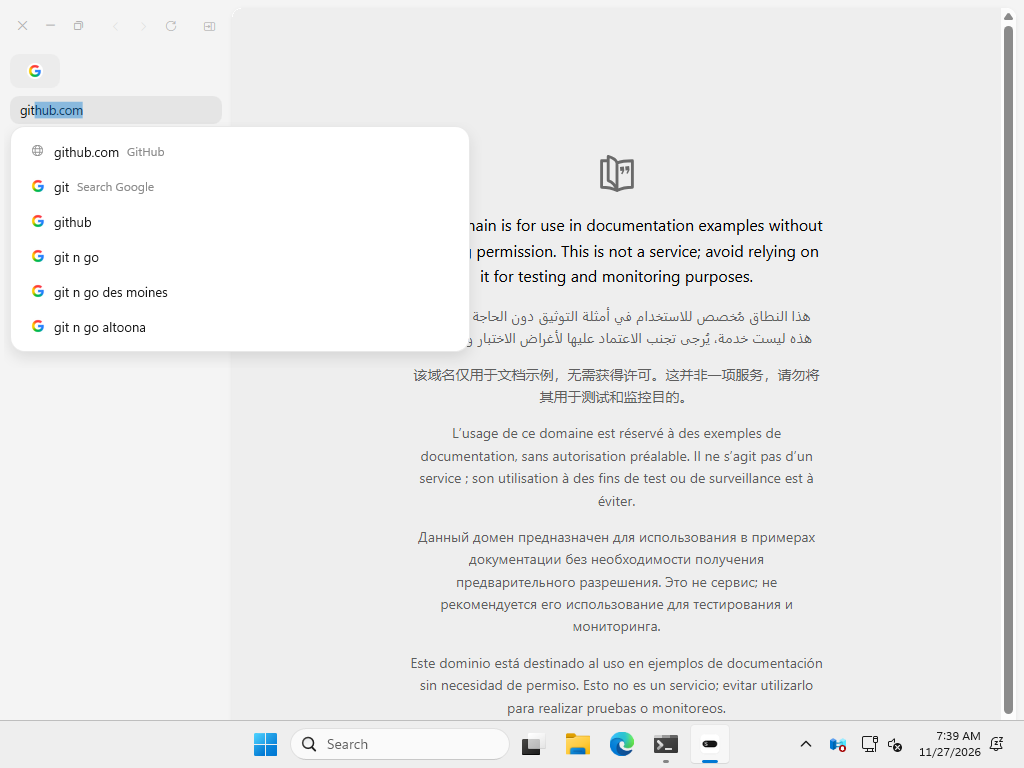 github.com
github.com GitHub
git Search Google
github
git n go
git n go des moines
git n go altoona
main is for use in documentation examples without
permission. This is not a service; avoid relying on
it for testing and monitoring purposes.
هذا النطاق مُخصص للاستخدام في أمثلة التوثيق دون الحاجة
هذه ليست خدمة، يُرجى تجنب الاعتماد عليها لأغراض الاختبار و
该域名仅用于文档示例，无需获得许可。这并非一项服务，请勿将
其用于测试和监控目的。
L’usage de ce domaine est réservé à des exemples de
documentation, sans autorisation préalable. Il ne s’agit pas d’un
service ; son utilisation à des fins de test ou de surveillance est à
éviter.
Данный домен предназначен для использования в примерах
документации без необходимости получения
предварительного разрешения. Это не сервис; не
рекомендуется его использование для тестирования и
мониторинга.
Este dominio está destinado al uso en ejemplos de documentación
sin necesidad de permiso. Esto no es un servicio; evitar utilizarlo
para realizar pruebas o monitoreos.
Search
7:39 AM
11/27/2026